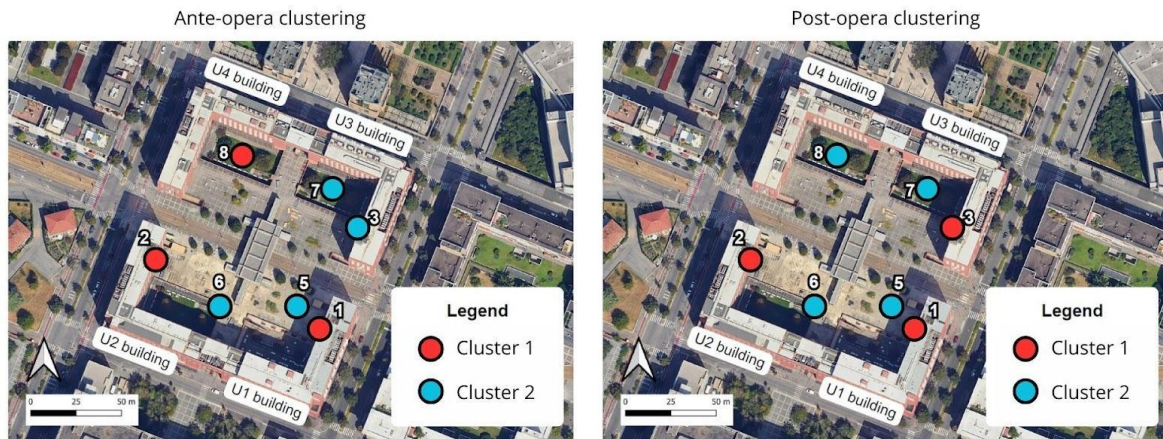 Ante-opera clustering
U4 building
U3 building
8
7
3
2
6
5
1
U2 building
U1 building
Legend
Cluster 1
Cluster 2
0 25 50 m
Post-opera clustering
U4 building
U3 building
8
7
3
2
6
5
1
U2 building
U1 building
Legend
Cluster 1
Cluster 2
0 25 50 m